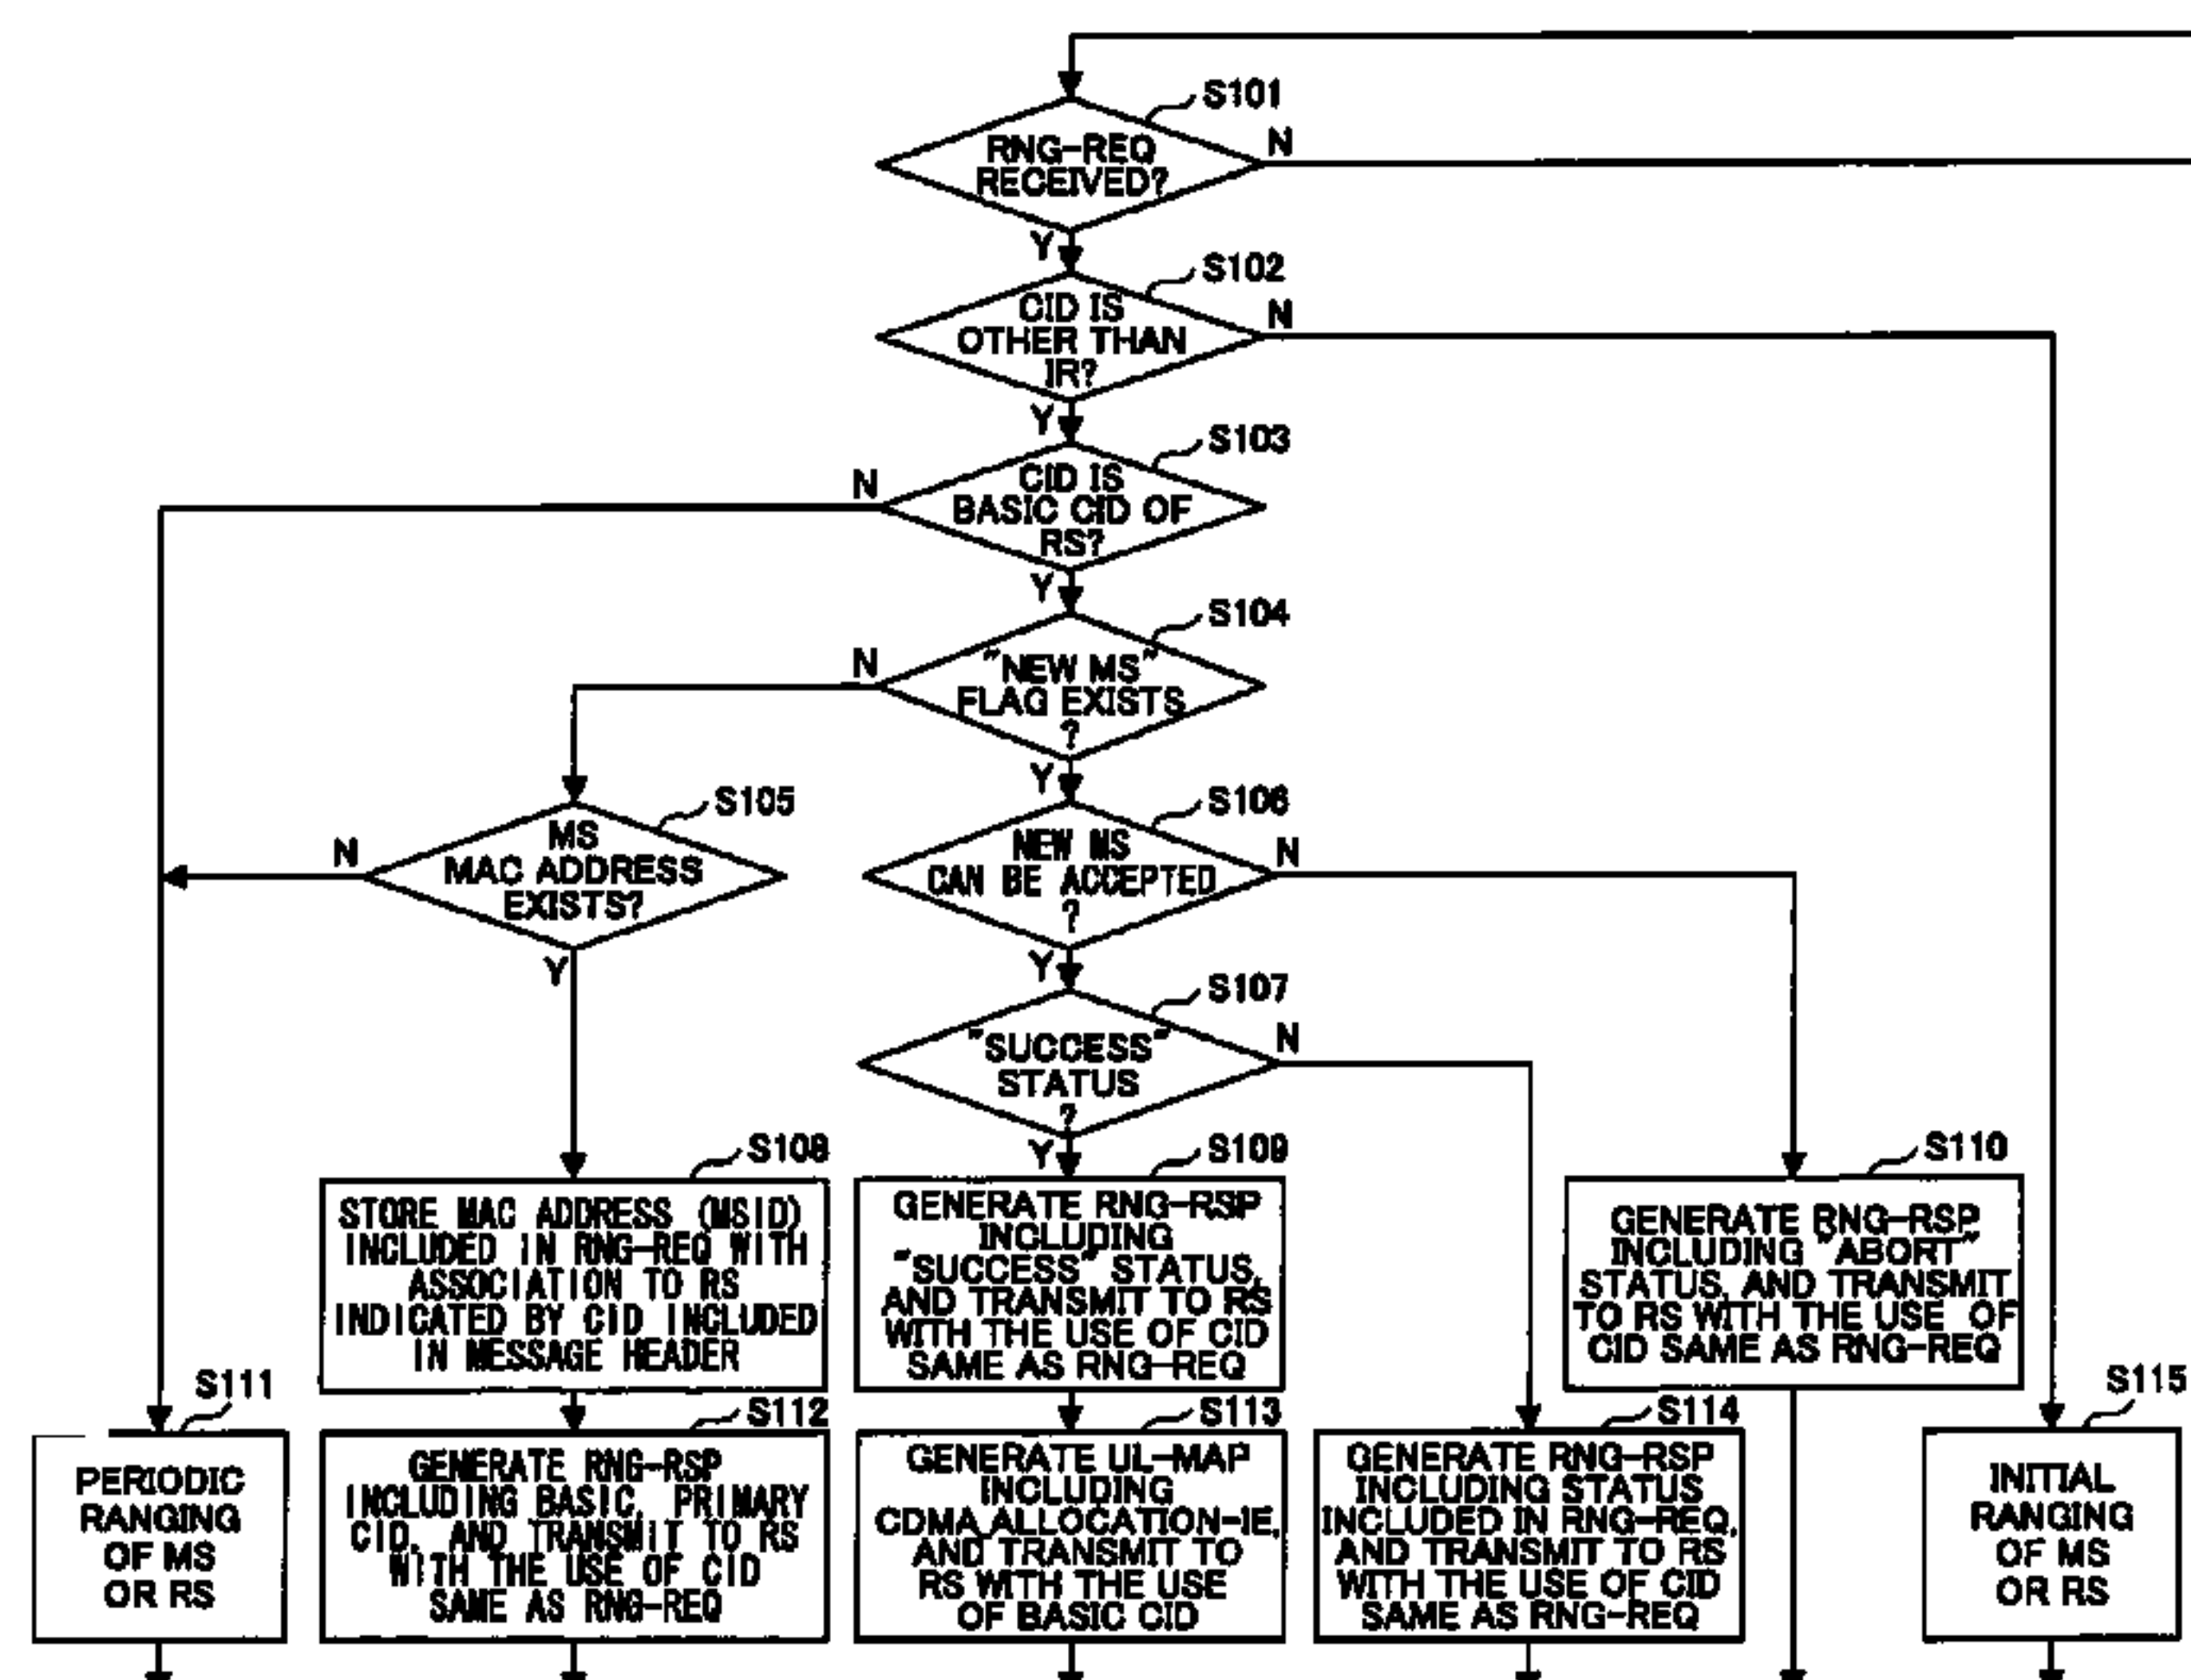 S101
RNG-REQ
RECEIVED?
N
Y
S102
CID IS
OTHER THAN
IR?
N
Y
S103
CID IS
BASIC CID OF
RS?
N
Y
S104
"NEW MS"
FLAG EXISTS
?
N
Y
S105
MS
MAC ADDRESS
EXISTS?
N
Y
S106
NEW MS
CAN BE ACCEPTED
?
N
Y
S107
"SUCCESS"
STATUS
?
N
Y
S108
STORE MAC ADDRESS (MSID)
INCLUDED IN RNG-REQ WITH
ASSOCIATION TO RS
INDICATED BY CID INCLUDED
IN MESSAGE HEADER
S109
GENERATE RNG-RSP
INCLUDING
"SUCCESS" STATUS,
AND TRANSMIT TO RS
WITH THE USE OF CID
SAME AS RNG-REQ
S110
GENERATE RNG-RSP
INCLUDING "ABORT"
STATUS, AND TRANSMIT
TO RS WITH THE USE OF
CID SAME AS RNG-REQ
S111
PERIODIC
RANGING
OF MS
OR RS
S112
GENERATE RNG-RSP
INCLUDING BASIC, PRIMARY
CID, AND TRANSMIT TO RS
WITH THE USE OF CID
SAME AS RNG-REQ
S113
GENERATE UL-MAP
INCLUDING
CDMA_ALLOCATION-IE,
AND TRANSMIT TO
RS WITH THE USE
OF BASIC CID
S114
GENERATE RNG-RSP
INCLUDING STATUS
INCLUDED IN RNG-REQ,
AND TRANSMIT TO RS
WITH THE USE OF CID
SAME AS RNG-REQ
S115
INITIAL
RANGING
OF MS
OR RS